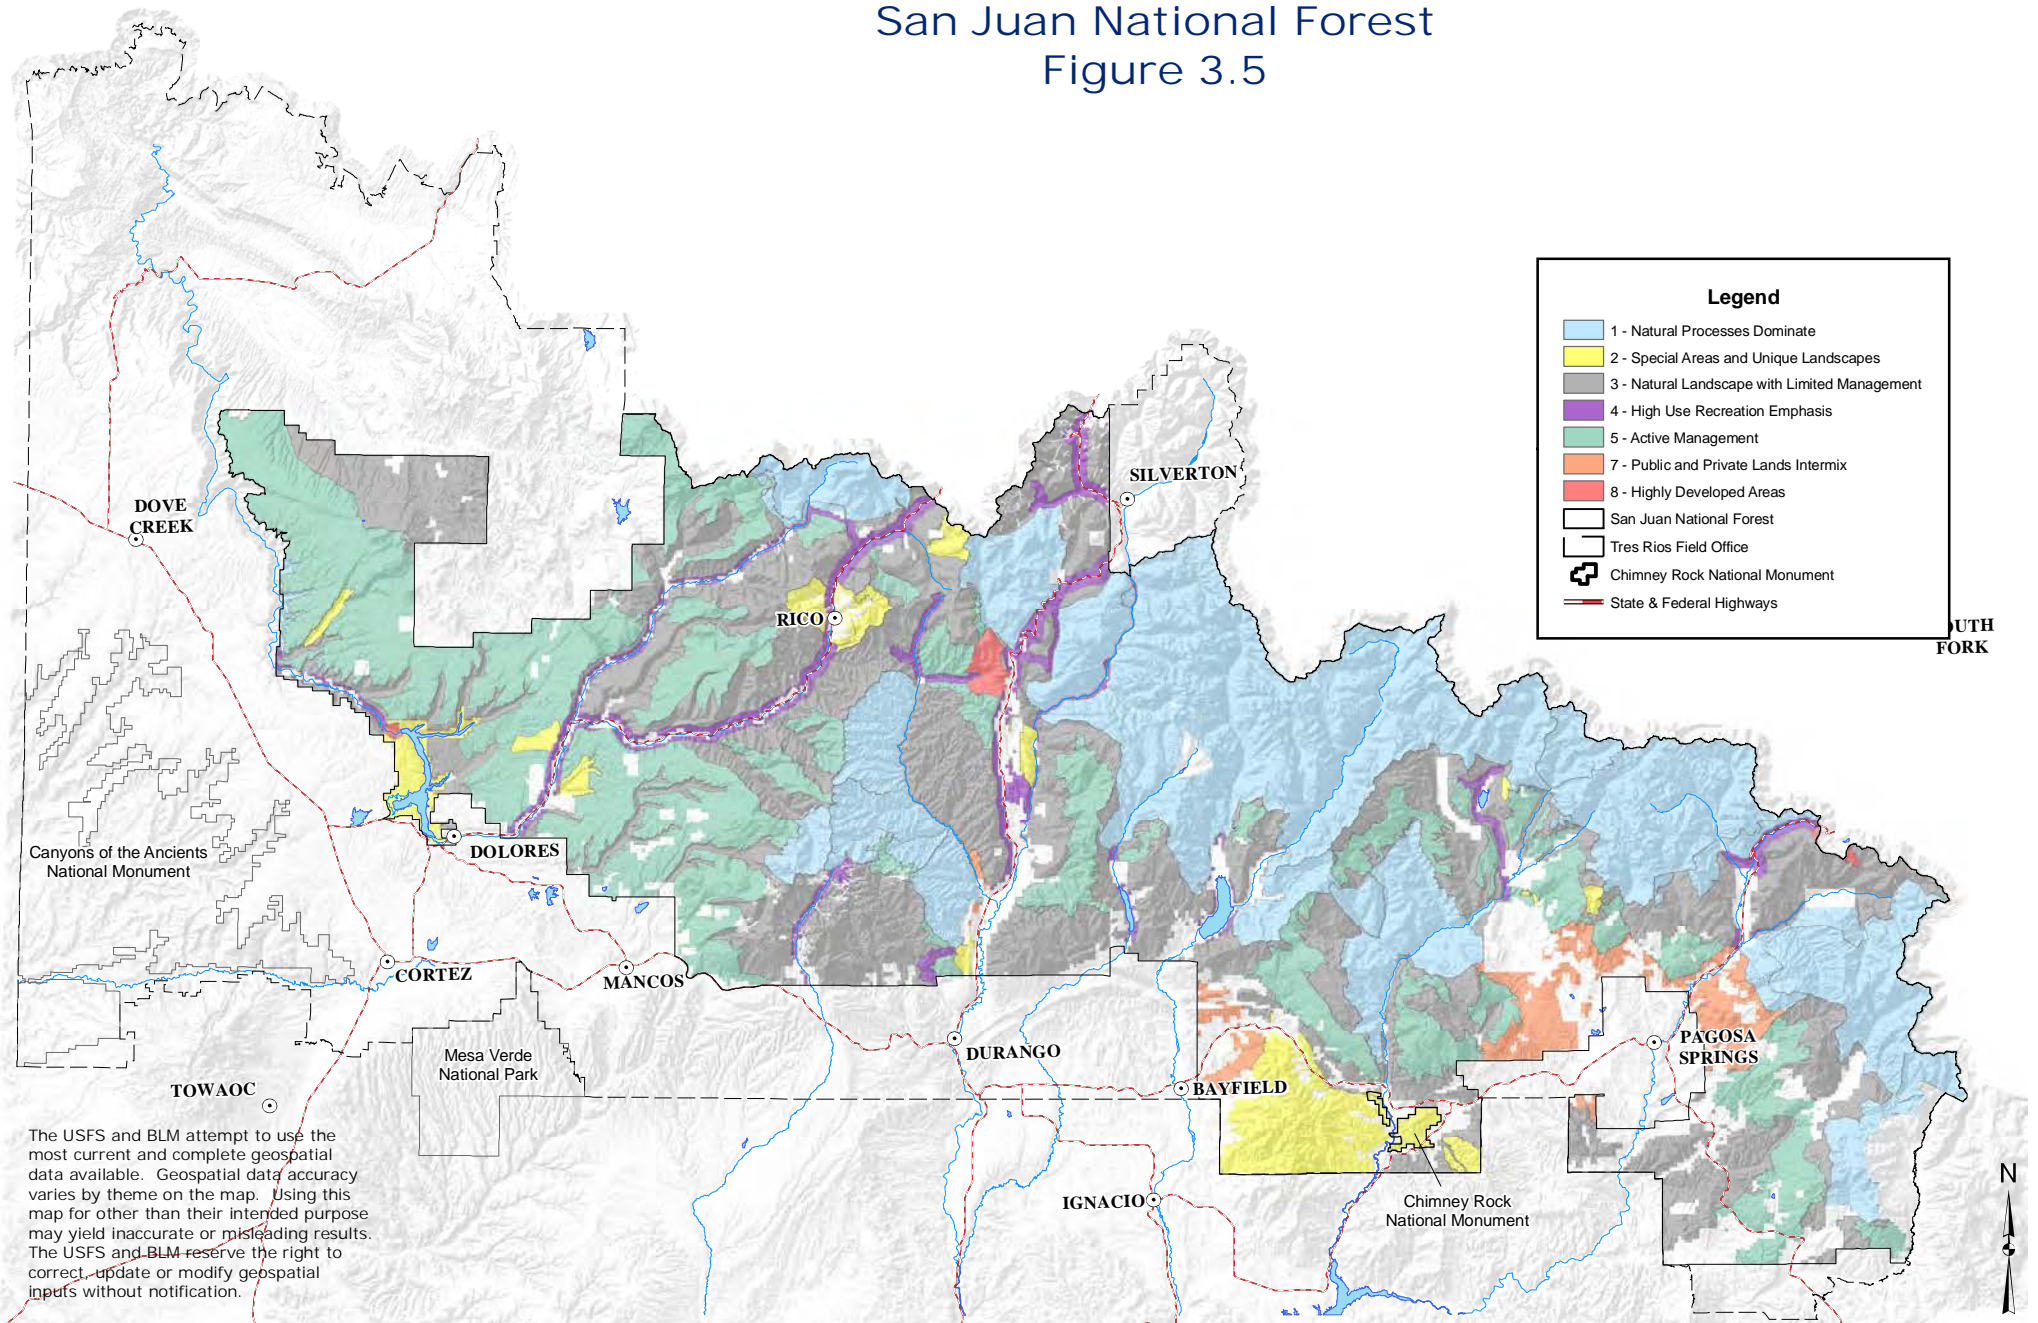 San Juan National Forest
Figure 3.5
Legend
1 - Natural Processes Dominate
2 - Special Areas and Unique Landscapes
3 - Natural Landscape with Limited Management
4 - High Use Recreation Emphasis
5 - Active Management
7 - Public and Private Lands Intermix
8 - Highly Developed Areas
San Juan National Forest
Tres Rios Field Office
Chimney Rock National Monument
State & Federal Highways
SILVERTON
DOVE
CREEK
RICO
UTH
FORK
DOLORES
Canyons of the Ancients
National Monument
CORTEZ
MANCOS
DURANGO
PAGOSA
SPRINGS
Mesa Verde
National Park
BAYFIELD
TOWAOC
IGNACIO
Chimney Rock
National Monument
The USFS and BLM attempt to use the
most current and complete geospatial
data available. Geospatial data accuracy
varies by theme on the map. Using this
map for other than their intended purpose
may yield inaccurate or misleading results.
The USFS and BLM reserve the right to
correct, update or modify geospatial
inputs without notification.
N